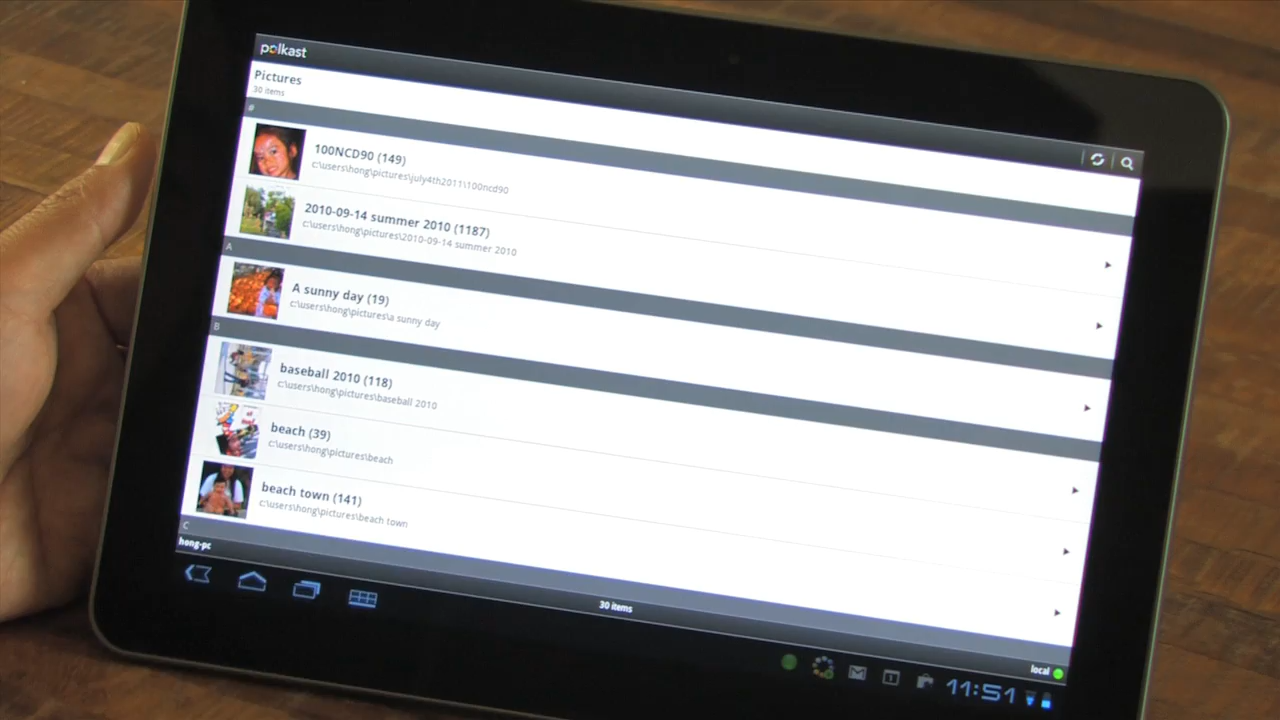 polkast
Pictures
30 items
#
100NCD90 (149)
c:\users\hong\pictures\july4th2011\100ncd90
2010-09-14 summer 2010 (1187)
c:\users\hong\pictures\2010-09-14 summer 2010
A
A sunny day (19)
c:\users\hong\pictures\a sunny day
B
baseball 2010 (118)
c:\users\hong\pictures\baseball 2010
beach (39)
c:\users\hong\pictures\beach
beach town (141)
c:\users\hong\pictures\beach town
C
hong-pc
30 items
local
1
11:51